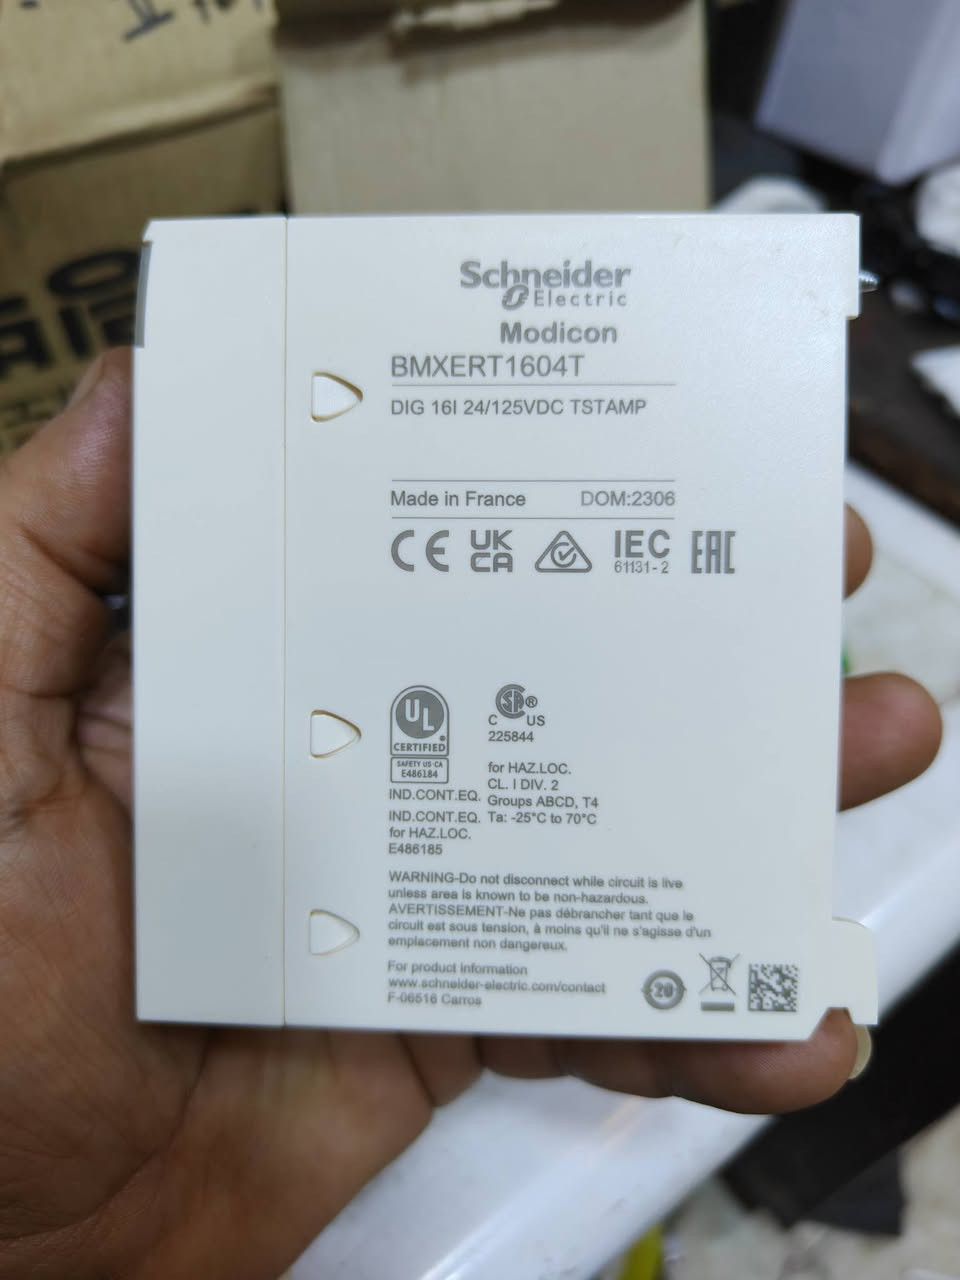 Schneider
Electric
Modicon
BMXERT1604T
DIG 16I 24/125VDC TSTAMP
Made in France DOM:2306
CE UK CA IEC EAC
61131-2
UL
CERTIFIED
SAFETY US-CA
E486184
IND.CONT.EQ.
IND.CONT.EQ.
for HAZ.LOC.
E486185
SA®
C US
225844
for HAZ.LOC.
CL. I DIV. 2
Groups ABCD, T4
Ta: -25°C to 70°C
WARNING-Do not disconnect while circuit is live
unless area is known to be non-hazardous.
AVERTISSEMENT-Ne pas débrancher tant que le
circuit est sous tension, à moins qu'il ne s'agisse d'un
emplacement non dangereux.
For product information
www.schneider-electric.com/contact
F-06516 Carros
20